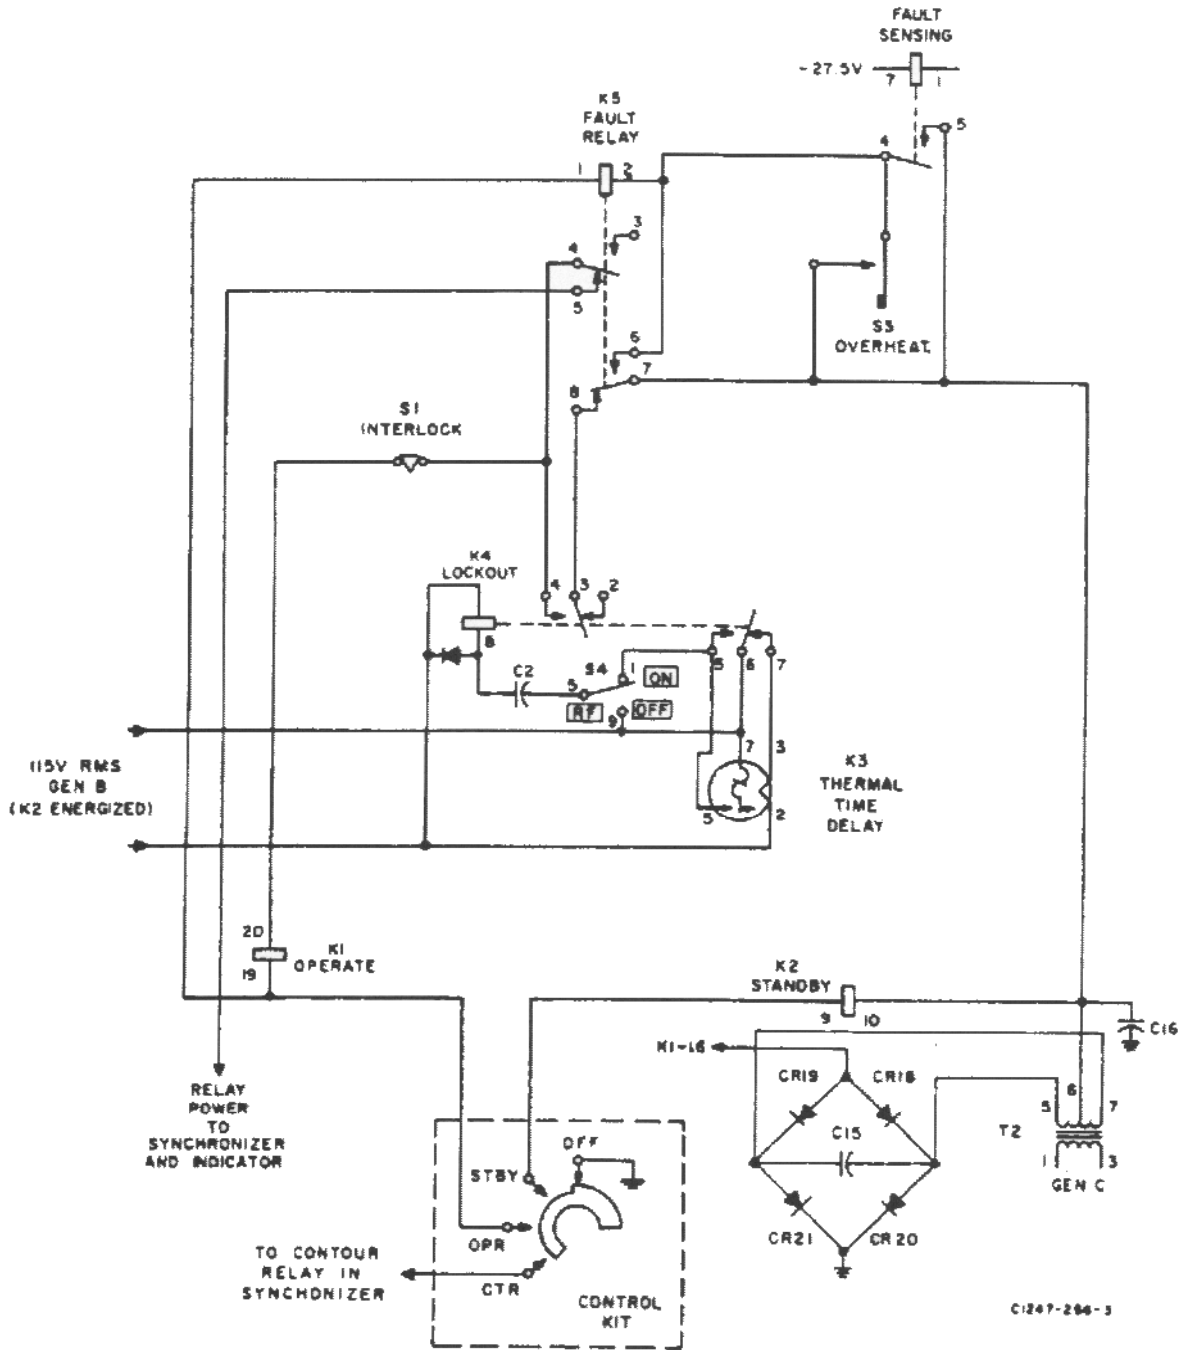 FAULT
SENSING
-27.5V
7
1
K5
FAULT
RELAY
1
2
5
4
3
4
5
6
7
8
S3
OVERHEAT.
S1
INTERLOCK
K4
LOCKOUT
4
3
2
8
C2
S4
1
ON
5
RF
OFF
9
5
6
7
7
3
K3
THERMAL
TIME
DELAY
5
2
115V RMS
GEN B
(K2 ENERGIZED)
20
K1
OPERATE
19
K2
STANDBY
9
10
C16
K1-16
CR19
CR18
C15
CR21
CR20
5
6
7
T2
1
3
GEN C
RELAY
POWER
TO
SYNCHRONIZER
AND INDICATOR
OFF
STBY
OPR
CTR
TO CONTOUR
RELAY IN
SYNCHONIZER
CONTROL
KIT
C1247-266-3